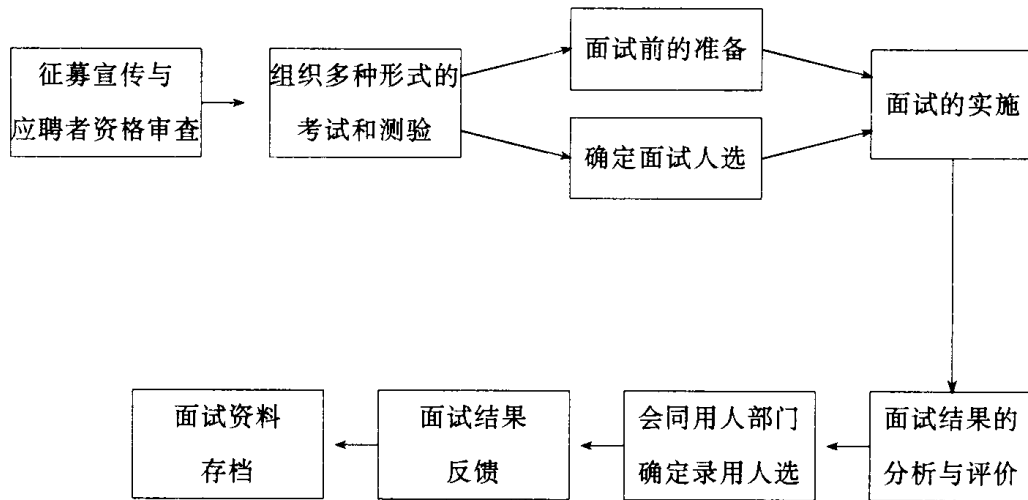 征募宣传与
应聘者资格审查
组织多种形式的
考试和测验
面试前的准备
确定面试人选
面试的实施
面试结果的
分析与评价
会同用人部门
确定录用人选
面试结果
反馈
面试资料
存档